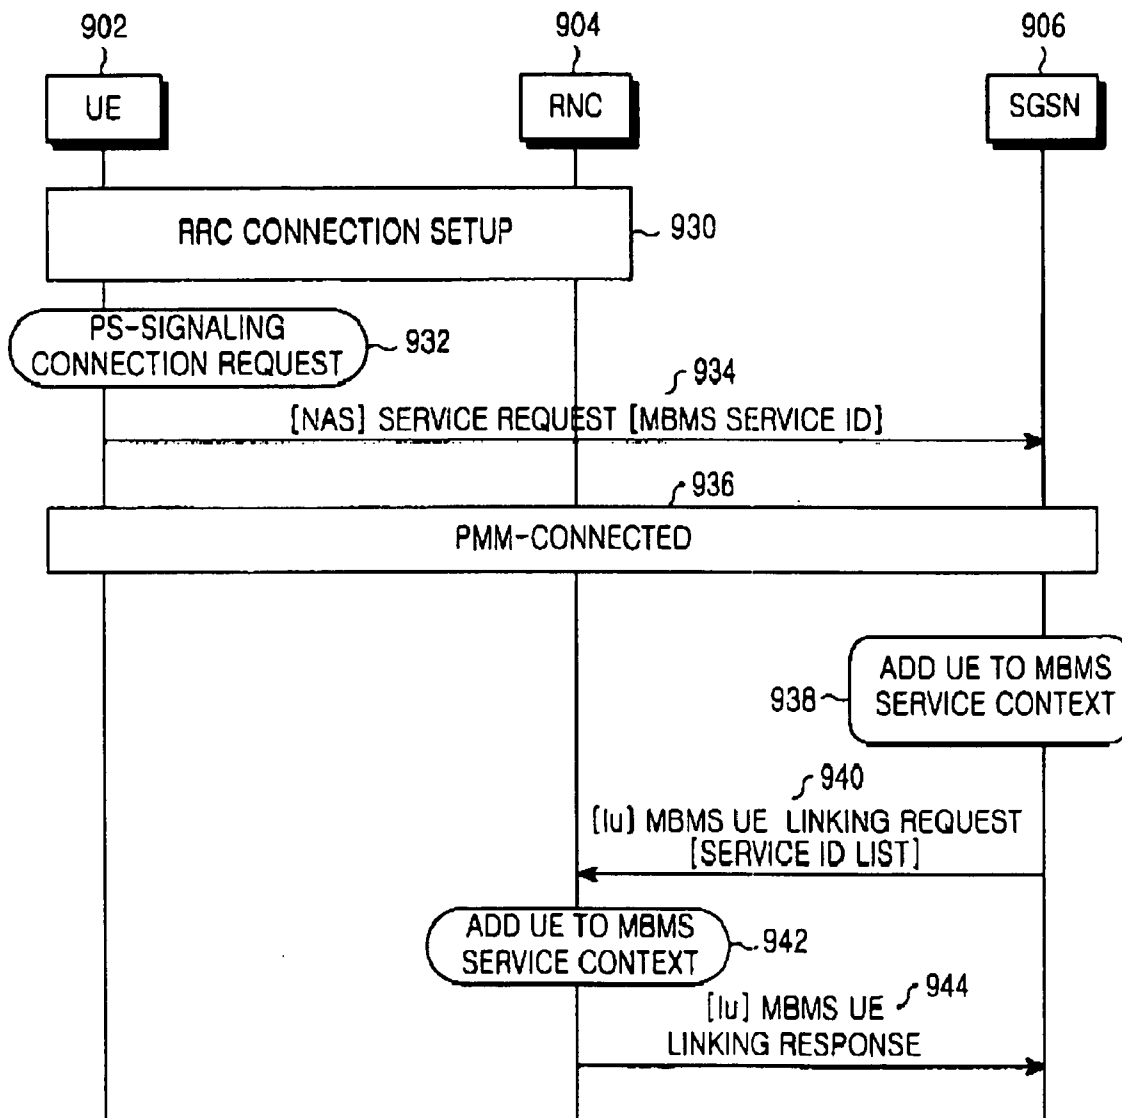 902
904
906
UE
RNC
SGSN
RRC CONNECTION SETUP
930
PS-SIGNALING
CONNECTION REQUEST
932
934
[NAS] SERVICE REQUEST [MBMS SERVICE ID]
936
PMM-CONNECTED
ADD UE TO MBMS
SERVICE CONTEXT
938
940
[Iu] MBMS UE LINKING REQUEST
[SERVICE ID LIST]
ADD UE TO MBMS
SERVICE CONTEXT
942
944
[Iu] MBMS UE
LINKING RESPONSE